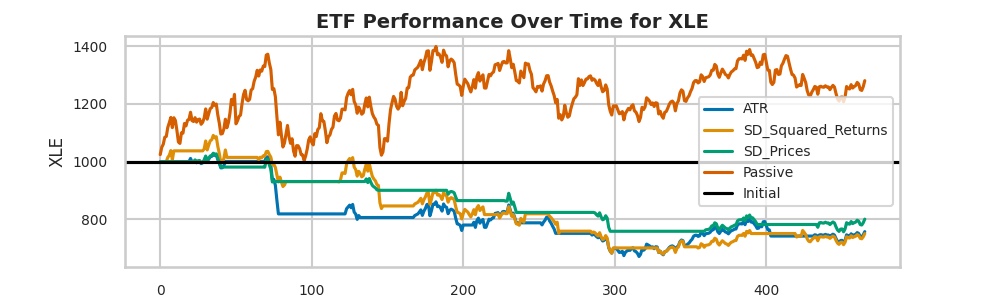 ETF Performance Over Time for XLE
XLE
1400
1200
1000
800
0
100
200
300
400
ATR
SD_Squared_Returns
SD_Prices
Passive
Initial